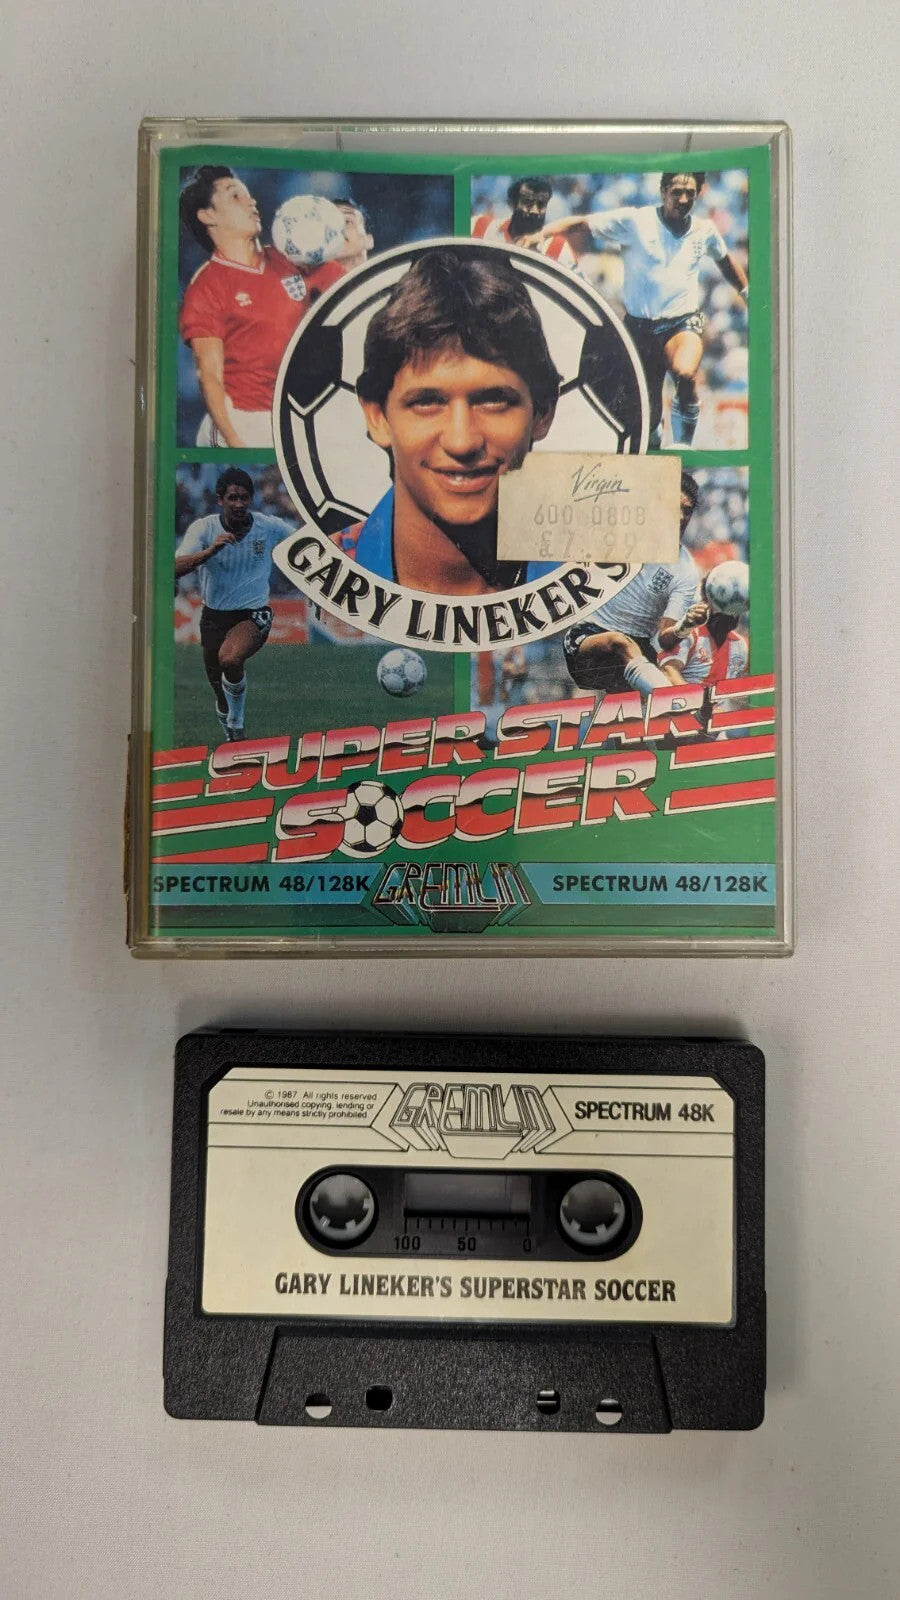 Virgin
600 0808
£7.99
GARY LINEKER'S
SUPERSTAR
SOCCER
SPECTRUM 48/128K GREMLIN SPECTRUM 48/128K
© 1987 All rights reserved
Unauthorised copying, lending or
resale by any means strictly prohibited.
GREMLIN
SPECTRUM 48K
100 50 0
GARY LINEKER'S SUPERSTAR SOCCER